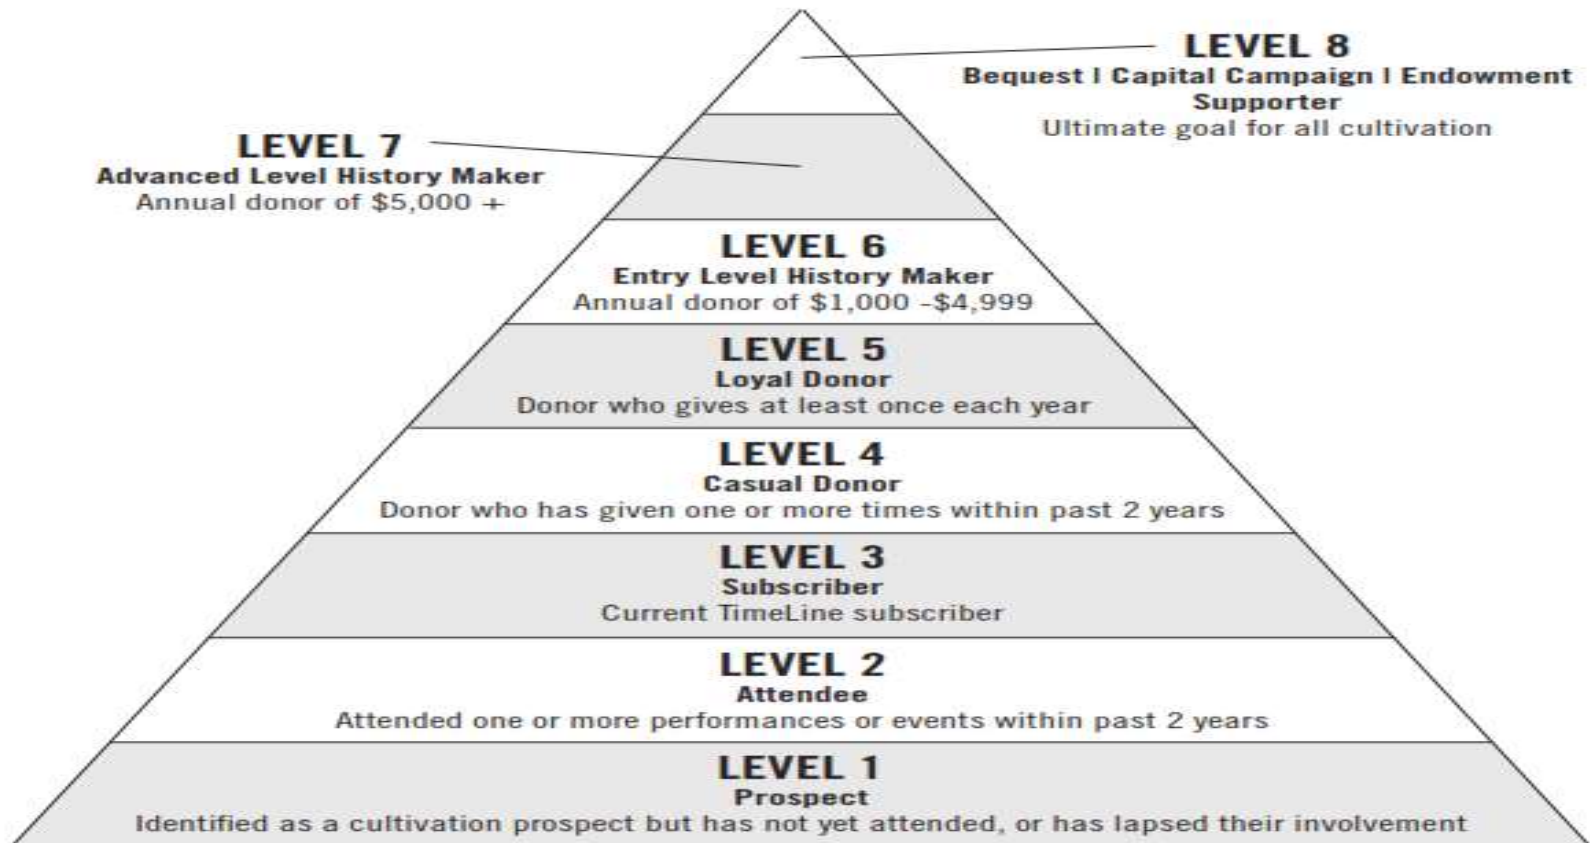 LEVEL 8
Bequest | Capital Campaign | Endowment
Supporter
Ultimate goal for all cultivation
LEVEL 7
Advanced Level History Maker
Annual donor of $5,000 +
LEVEL 6
Entry Level History Maker
Annual donor of $1,000 -$4,999
LEVEL 5
Loyal Donor
Donor who gives at least once each year
LEVEL 4
Casual Donor
Donor who has given one or more times within past 2 years
LEVEL 3
Subscriber
Current TimeLine subscriber
LEVEL 2
Attendee
Attended one or more performances or events within past 2 years
LEVEL 1
Prospect
Identified as a cultivation prospect but has not yet attended, or has lapsed their involvement